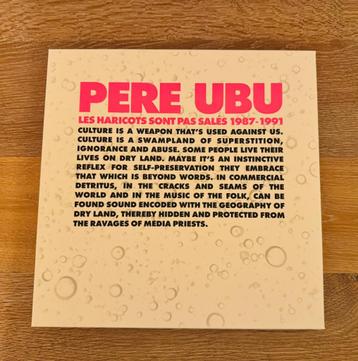 PERE UBU
LES HARICOTS SONT PAS SALÉS 1987-1991
CULTURE IS A WEAPON THAT'S USED AGAINST US.
CULTURE IS A SWAMPLAND OF SUPERSTITION,
IGNORANCE AND ABUSE. SOME PEOPLE LIVE THEIR
LIVES ON DRY LAND. MAYBE IT'S AN INSTINCTIVE
REFLEX FOR SELF-PRESERVATION THEY EMBRACE
THAT WHICH IS BEYOND WORDS. IN COMMERCIAL
DETRITUS, IN THE CRACKS AND SEAMS OF THE
WORLD AND IN THE MUSIC OF THE FOLK, CAN BE
FOUND SOUND ENCODED WITH THE GEOGRAPHY OF
DRY LAND, THEREBY HIDDEN AND PROTECTED FROM
THE RAVAGES OF MEDIA PRIESTS.